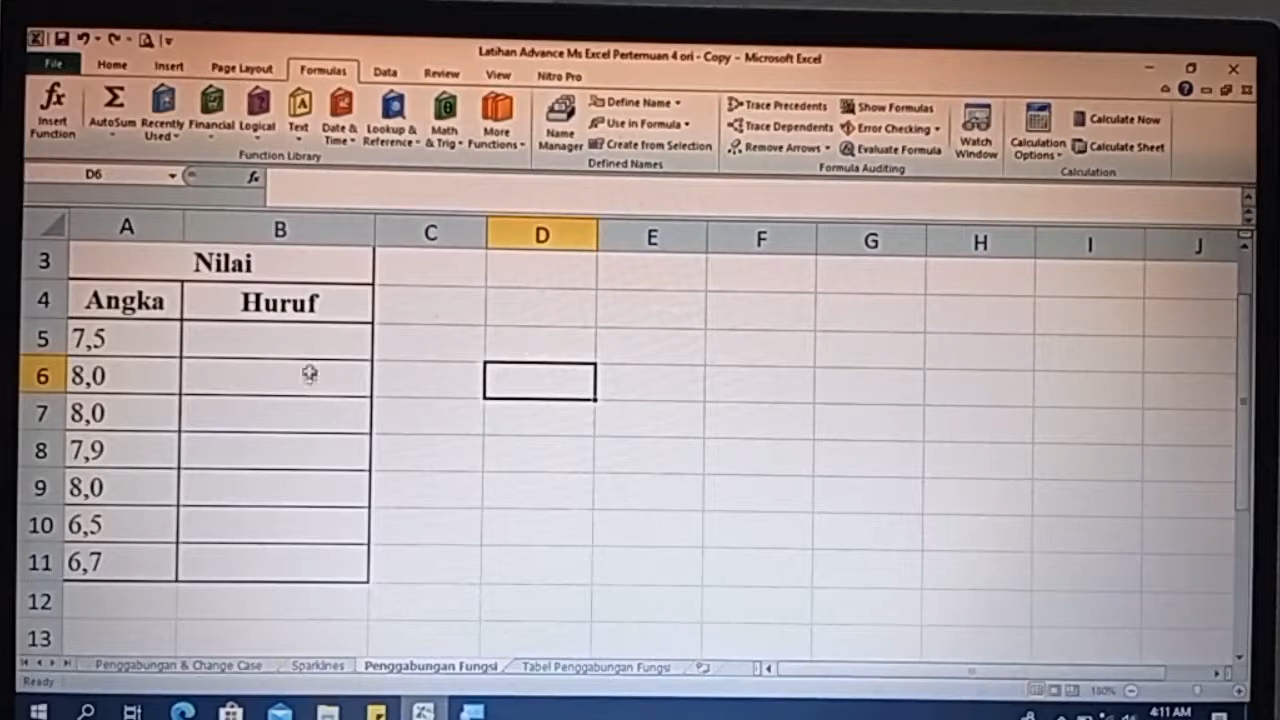 Latihan Advance Ms Excel Pertemuan 4 ori - Copy - Microsoft Excel
File Home Insert Page Layout Formulas Data Review View Nitro Pro
Insert Function
AutoSum
Recently Used
Financial
Logical
Text
Date & Time
Lookup & Reference
Math & Trig
More Functions
Function Library
Name Manager
Define Name
Use in Formula
Create from Selection
Defined Names
Trace Precedents
Trace Dependents
Remove Arrows
Show Formulas
Error Checking
Evaluate Formula
Formula Auditing
Watch Window
Calculation Options
Calculate Now
Calculate Sheet
Calculation
D6 fx
A B C D E F G H I J
3 Nilai
4 Angka Huruf
5 7,5
6 8,0
7 8,0
8 7,9
9 8,0
10 6,5
11 6,7
12
13
Penggabungan & Change Case Sparklines Penggabungan Fungsi Tabel Penggabungan Fungsi
Ready 180%
4:11 AM